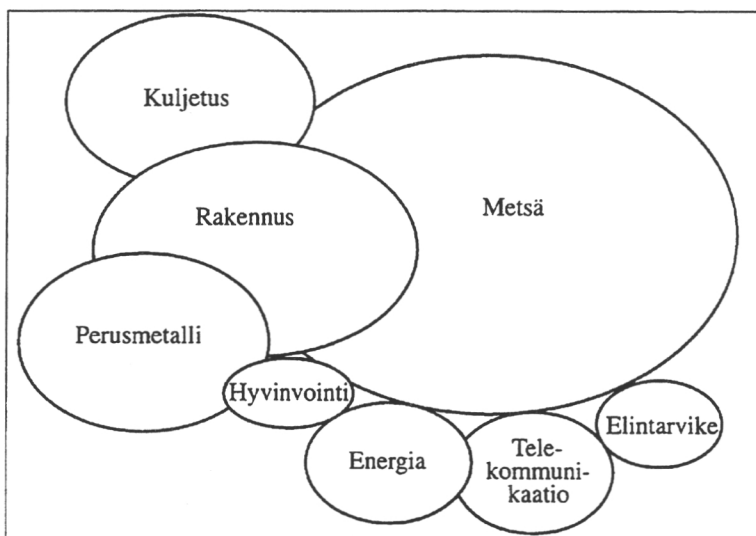 Kuljetus
Metsä
Rakennus
Perusmetalli
Hyvinvointi
Elintarvike
Energia
Tele-
kommuni-
kaatio